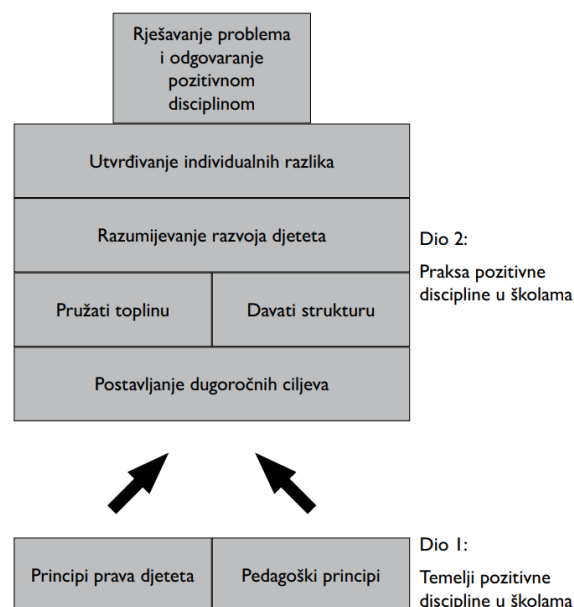 Rješavanje problema
i odgovaranje
pozitivnom
disciplinom
Utvrđivanje individualnih razlika
Razumijevanje razvoja djeteta
Pružati toplinu
Davati strukturu
Postavljanje dugoročnih ciljeva
Dio 2:
Praksa pozitivne
discipline u školama
Principi prava djeteta
Pedagoški principi
Dio 1:
Temelji pozitivne
discipline u školama